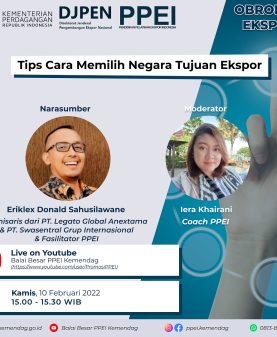 KEMENTERIAN
PERDAGANGAN
REPUBLIK INDONESIA
DJPEN
Direktorat Jenderal
Pengembangan Ekspor Nasional
PPEI
OBRO
EKSP
Tips Cara Memilih Negara Tujuan Ekspor
Narasumber
Moderator
Eriklex Donald Sahusilawane
misaris dari PT. Legato Global Anextama
& PT. Swasentral Grup Internasional
& Fasilitator PPEI
Iera Khairani
Coach PPEI
Live on Youtube
Balai Besar PPEI Kemendag
Kamis, 10 Februari 2022
15.00 - 15.30 WIB
kemendag.go.id
Balai Besar PPEI Kemendag
ppei.kemendag
0813-8